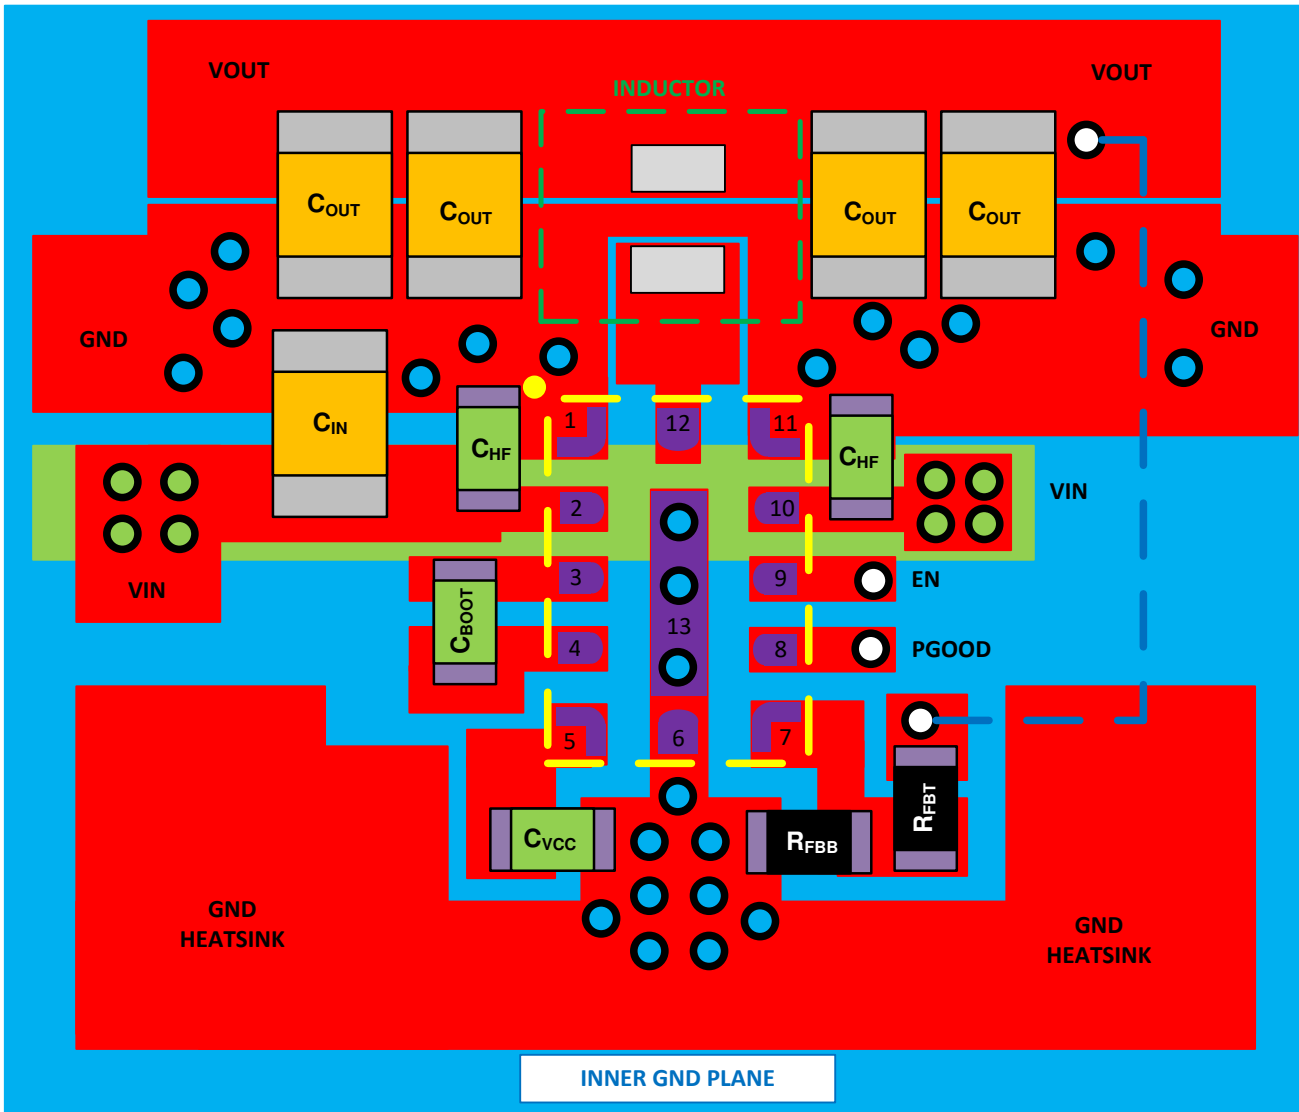 VOUT
INDUCTOR
VOUT
COUT
COUT
COUT
COUT
GND
GND
CIN
CHF
1
12
11
CHF
VIN
2
10
VIN
3
9
EN
CBOOT
13
4
8
PGOOD
5
6
7
RFBT
CVCC
RFBB
GND
HEATSINK
GND
HEATSINK
INNER GND PLANE